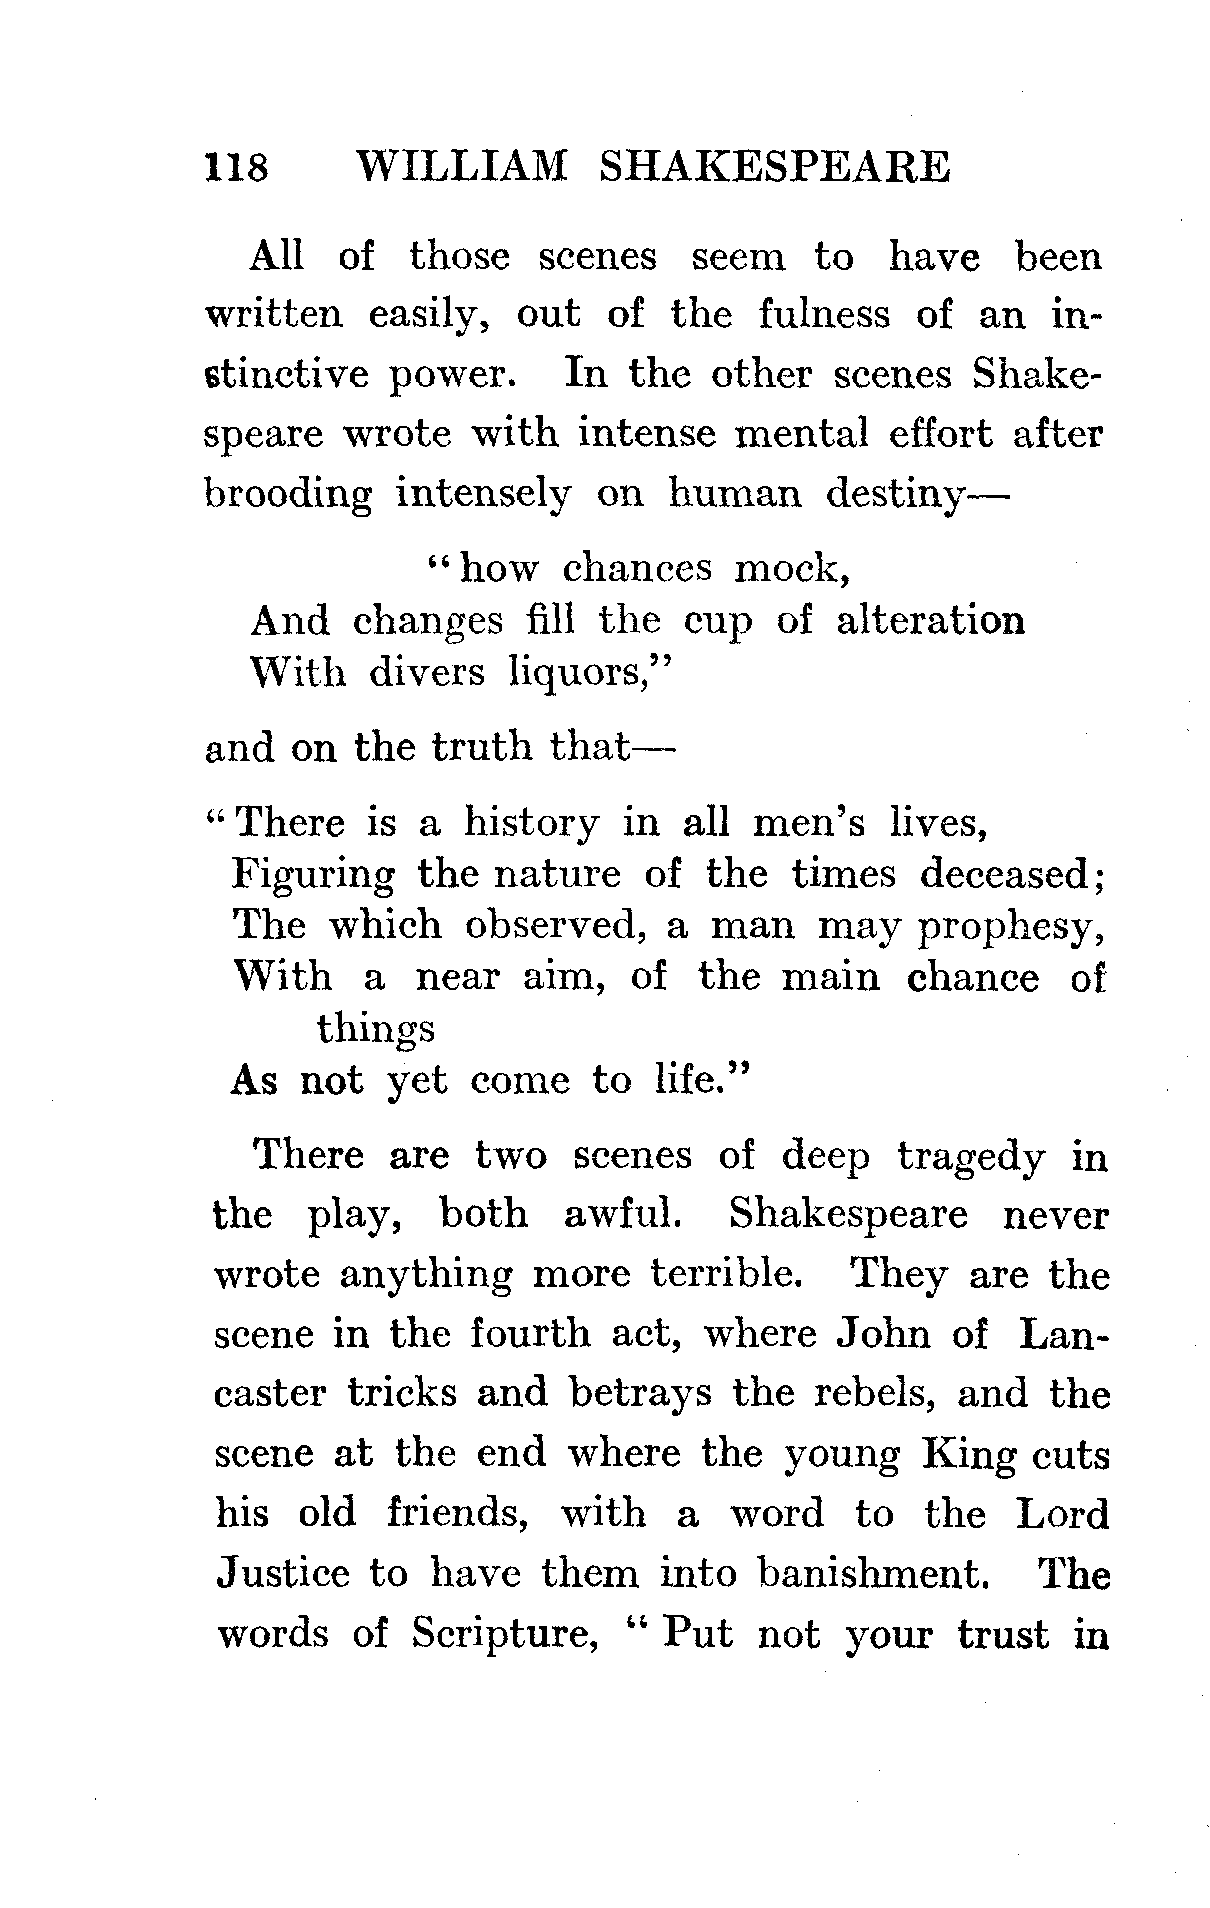 118 WILLIAM SHAKESPEARE
All of those scenes seem to have been
written easily, out of the fulness of an in-
stinctive power. In the other scenes Shake-
speare wrote with intense mental effort after
brooding intensely on human destiny—
“ how chances mock,
And changes fill the cup of alteration
With divers liquors,”
and on the truth that—
“ There is a history in all men’s lives,
Figuring the nature of the times deceased;
The which observed, a man may prophesy,
With a near aim, of the main chance of
things
As not yet come to life.”
There are two scenes of deep tragedy in
the play, both awful. Shakespeare never
wrote anything more terrible. They are the
scene in the fourth act, where John of Lan-
caster tricks and betrays the rebels, and the
scene at the end where the young King cuts
his old friends, with a word to the Lord
Justice to have them into banishment. The
words of Scripture, “ Put not your trust in